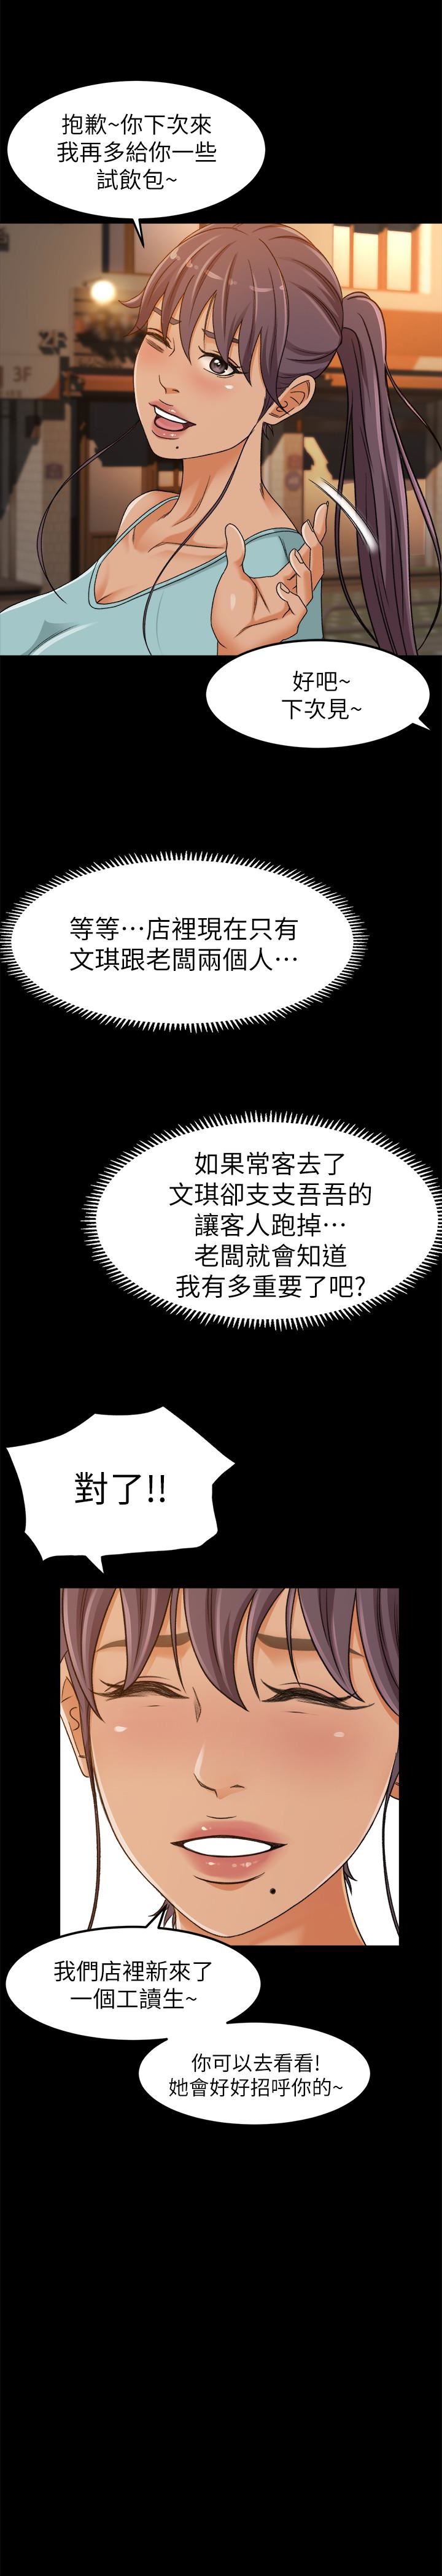 抱歉~你下次來
我再多給你一些
試飲包~
3F
好吧~
下次見~
等等⋯店裡現在只有
文琪跟老闆兩個人⋯
如果常客去了
文琪卻支支吾吾的
讓客人跑掉⋯
老闆就會知道
我有多重要了吧?
對了!!
我們店裡新來了
一個工讀生~
你可以去看看!
她會好好招呼你的~